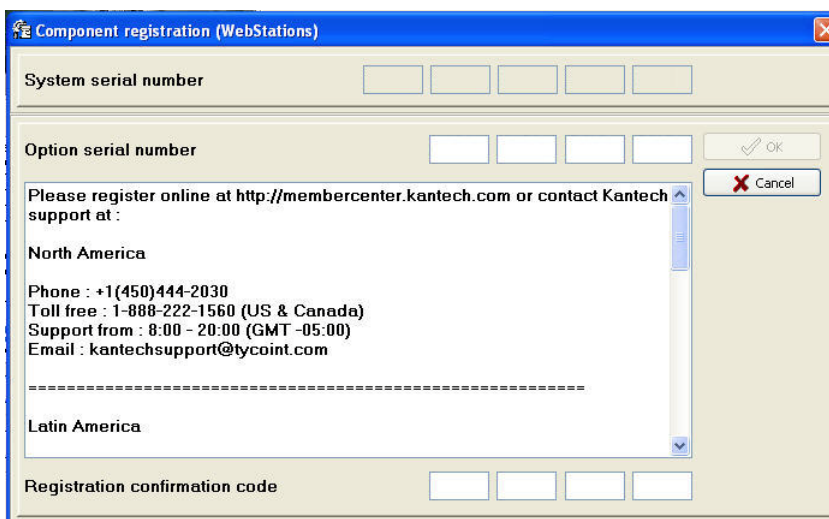 Component registration (WebStations)
System serial number
Option serial number
OK
Cancel
Please register online at http://membercenter.kantech.com or contact Kantech
support at :
North America
Phone : +1(450)444-2030
Toll free : 1-888-222-1560 (US & Canada)
Support from : 8:00 - 20:00 (GMT -05:00)
Email : kantechsupport@tycoint.com
==========================================================
Latin America
Registration confirmation code